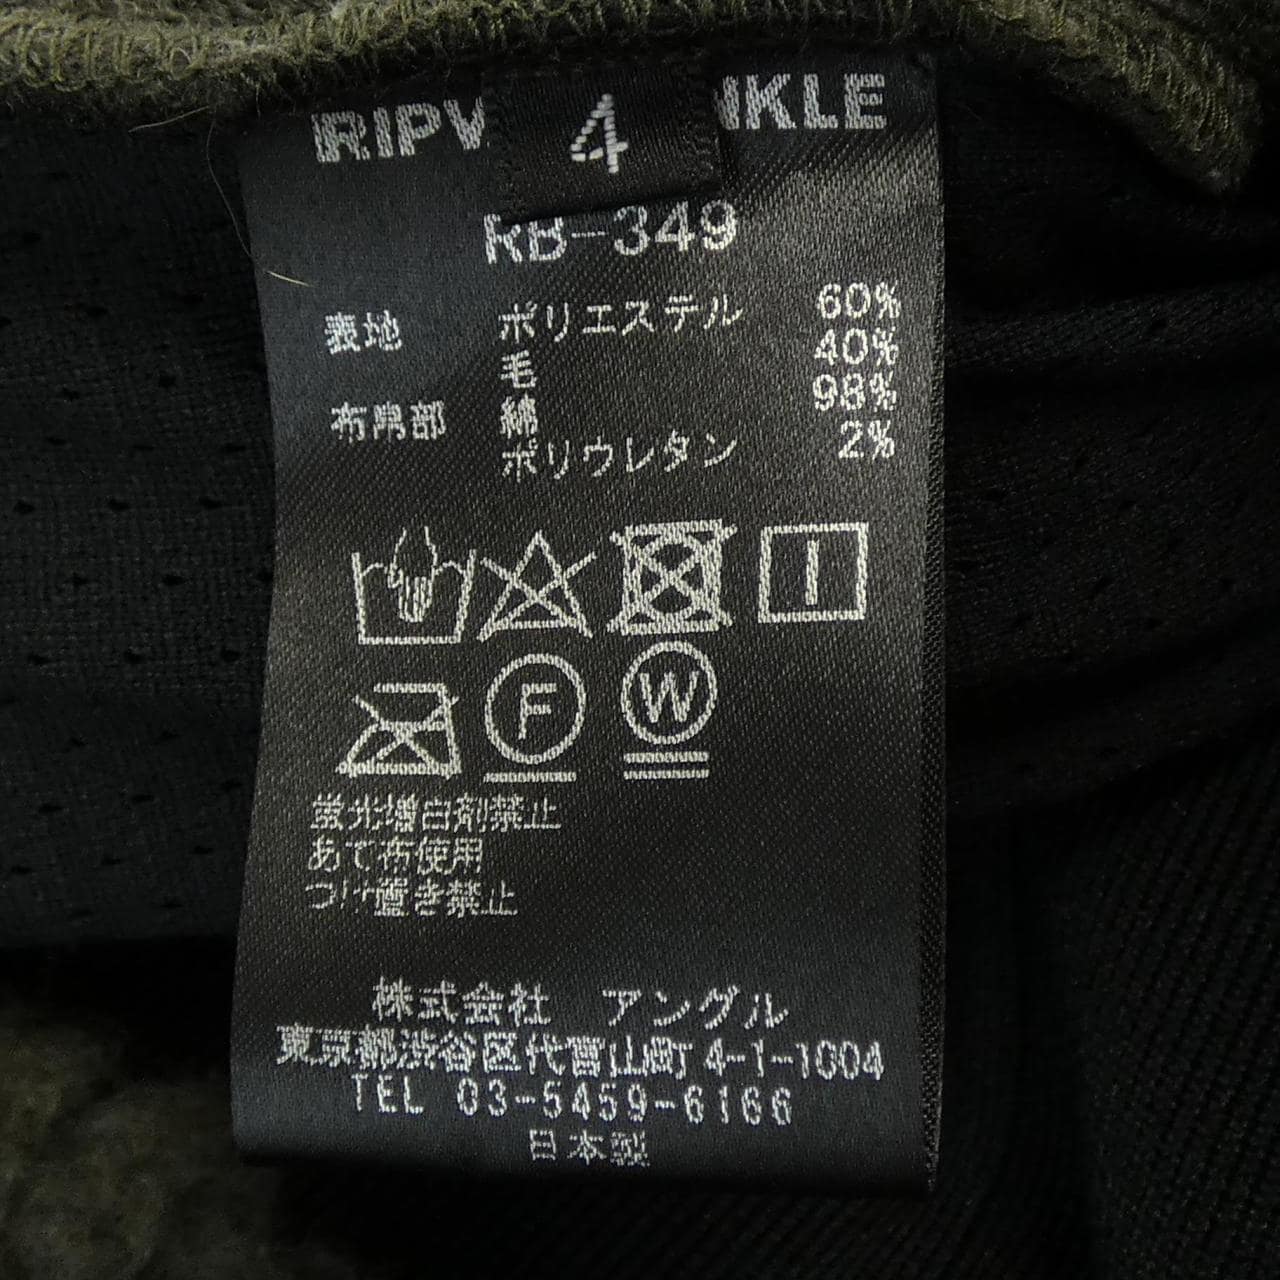 RIPV
4
NKLE
RB-349
表地 ポリエステル 60%
毛 40%
布帛部 綿 98%
ポリウレタン 2%
F W
蛍光増白剤禁止
あて布使用
つけ置き禁止
株式会社 アングル
東京都渋谷区代官山町4-1-1004
TEL 03-5459-6166
日本製